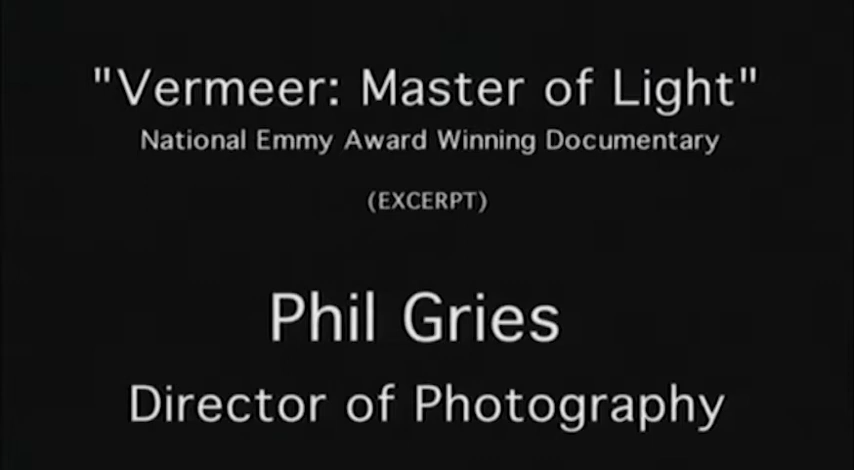 "Vermeer: Master of Light"
National Emmy Award Winning Documentary
(EXCERPT)
Phil Gries
Director of Photography